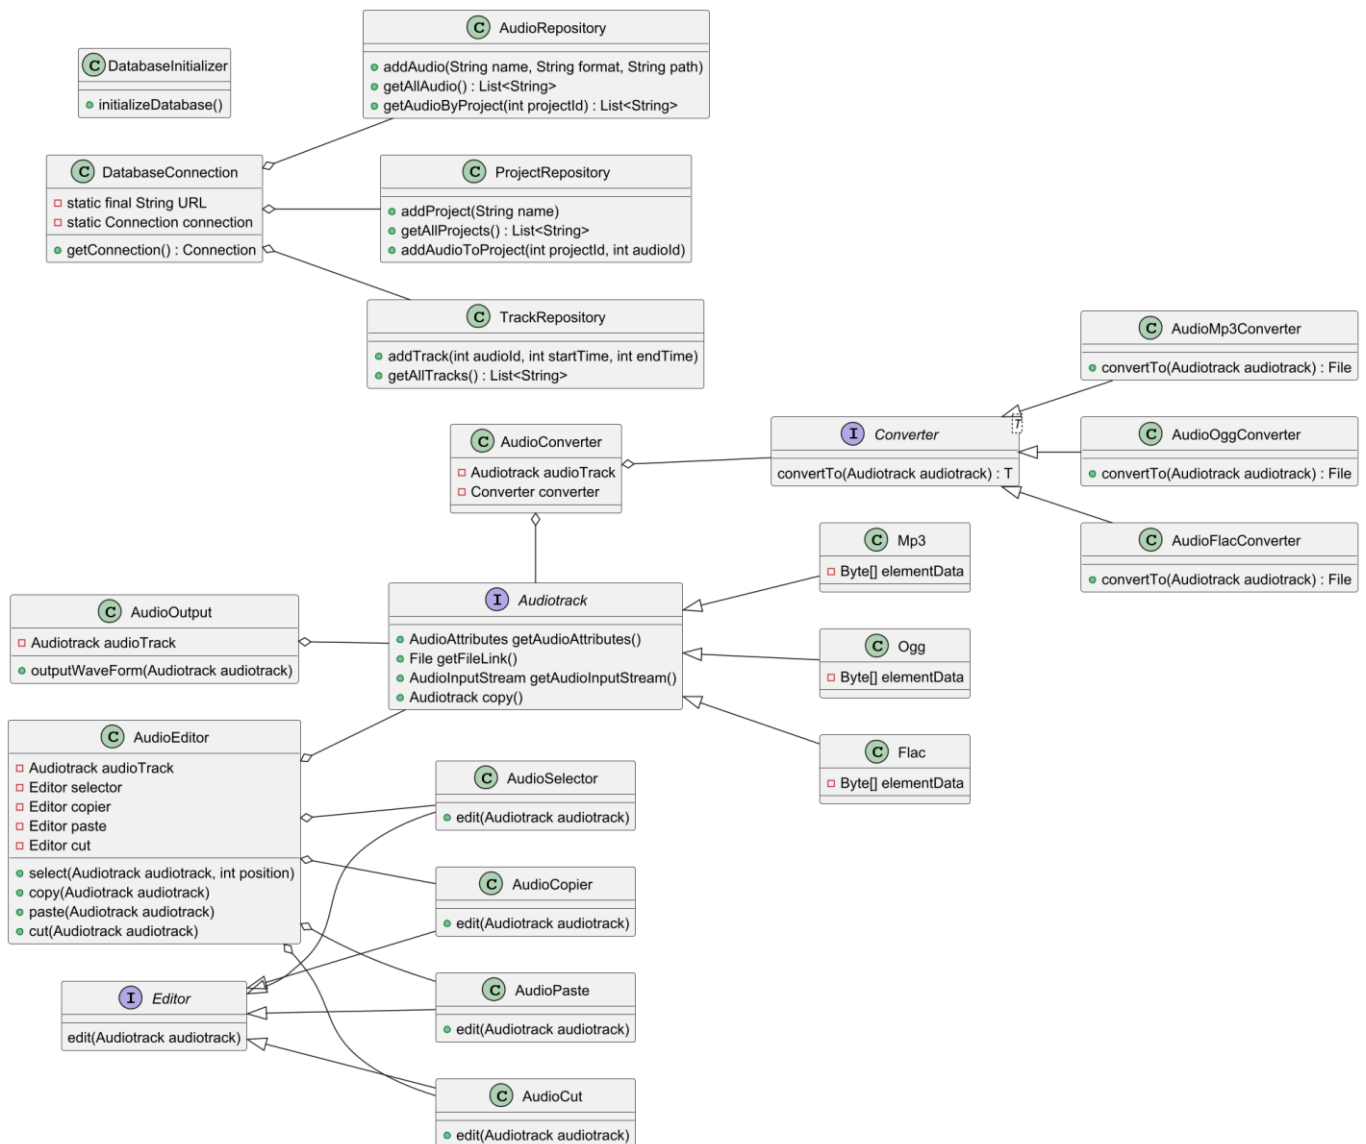 C AudioRepository
addAudio(String name, String format, String path)
getAllAudio() : List<String>
getAudioByProject(int projectId) : List<String>
C DatabaseInitializer
initializeDatabase()
C DatabaseConnection
static final String URL
static Connection connection
getConnection() : Connection
C ProjectRepository
addProject(String name)
getAllProjects() : List<String>
addAudioToProject(int projectId, int audioId)
C TrackRepository
addTrack(int audioId, int startTime, int endTime)
getAllTracks() : List<String>
C AudioMp3Converter
convertTo(Audiotrack audiotrack) : File
C AudioConverter
Audiotrack audioTrack
Converter converter
I Converter
T
convertTo(Audiotrack audiotrack) : T
C AudioOggConverter
convertTo(Audiotrack audiotrack) : File
C AudioFlacConverter
convertTo(Audiotrack audiotrack) : File
C Mp3
Byte[] elementData
I Audiotrack
AudioAttributes getAudioAttributes()
File getFileLink()
AudioInputStream getAudioInputStream()
Audiotrack copy()
C AudioOutput
Audiotrack audioTrack
outputWaveForm(Audiotrack audiotrack)
C Ogg
Byte[] elementData
C Flac
Byte[] elementData
C AudioEditor
Audiotrack audioTrack
Editor selector
Editor copier
Editor paste
Editor cut
select(Audiotrack audiotrack, int position)
copy(Audiotrack audiotrack)
paste(Audiotrack audiotrack)
cut(Audiotrack audiotrack)
C AudioSelector
edit(Audiotrack audiotrack)
C AudioCopier
edit(Audiotrack audiotrack)
I Editor
edit(Audiotrack audiotrack)
C AudioPaste
edit(Audiotrack audiotrack)
C AudioCut
edit(Audiotrack audiotrack)